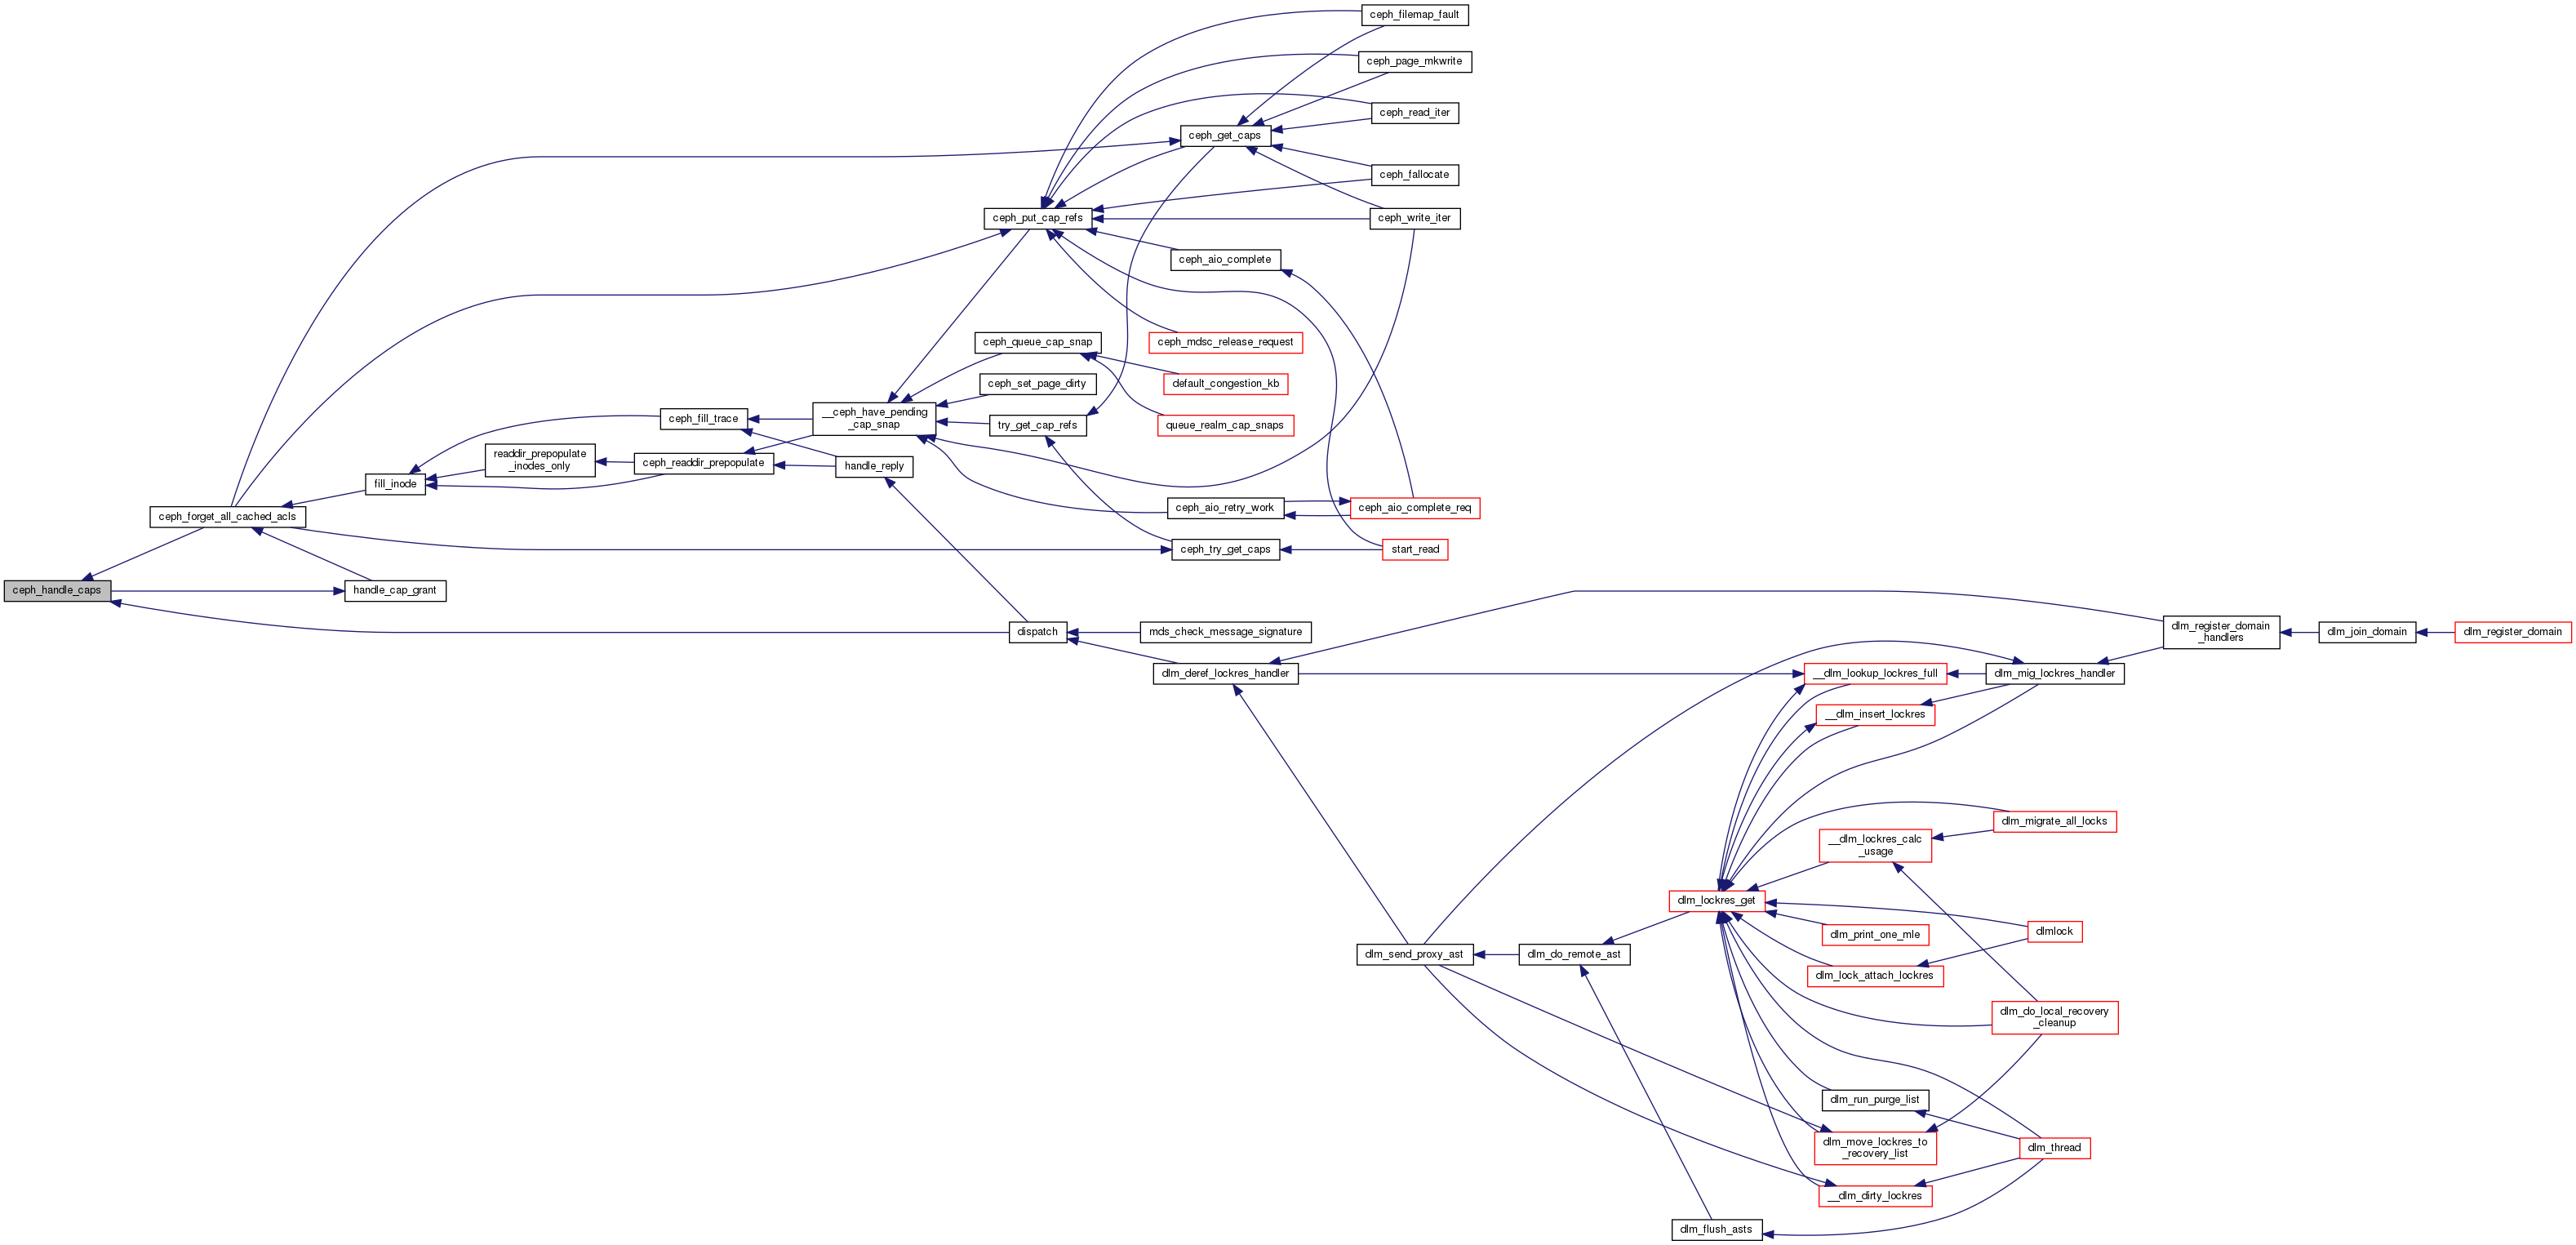 ceph_filemap_fault
ceph_page_mkwrite
ceph_read_iter
ceph_get_caps
ceph_fallocate
ceph_put_cap_refs
ceph_write_iter
ceph_aio_complete
ceph_queue_cap_snap
ceph_mdsc_release_request
ceph_set_page_dirty
default_congestion_kb
ceph_fill_trace
__ceph_have_pending
_cap_snap
try_get_cap_refs
queue_realm_cap_snaps
readdir_prepopulate
_inodes_only
ceph_readdir_prepopulate
handle_reply
fill_inode
ceph_aio_retry_work
ceph_aio_complete_req
ceph_forget_all_cached_acls
ceph_try_get_caps
start_read
ceph_handle_caps
handle_cap_grant
dispatch
mds_check_message_signature
dlm_register_domain
_handlers
dlm_join_domain
dlm_register_domain
dlm_deref_lockres_handler
__dlm_lookup_lockres_full
dlm_mig_lockres_handler
__dlm_insert_lockres
dlm_migrate_all_locks
__dlm_lockres_calc
_usage
dlm_lockres_get
dlmlock
dlm_print_one_mle
dlm_send_proxy_ast
dlm_do_remote_ast
dlm_lock_attach_lockres
dlm_do_local_recovery
_cleanup
dlm_run_purge_list
dlm_move_lockres_to
_recovery_list
dlm_thread
__dlm_dirty_lockres
dlm_flush_asts